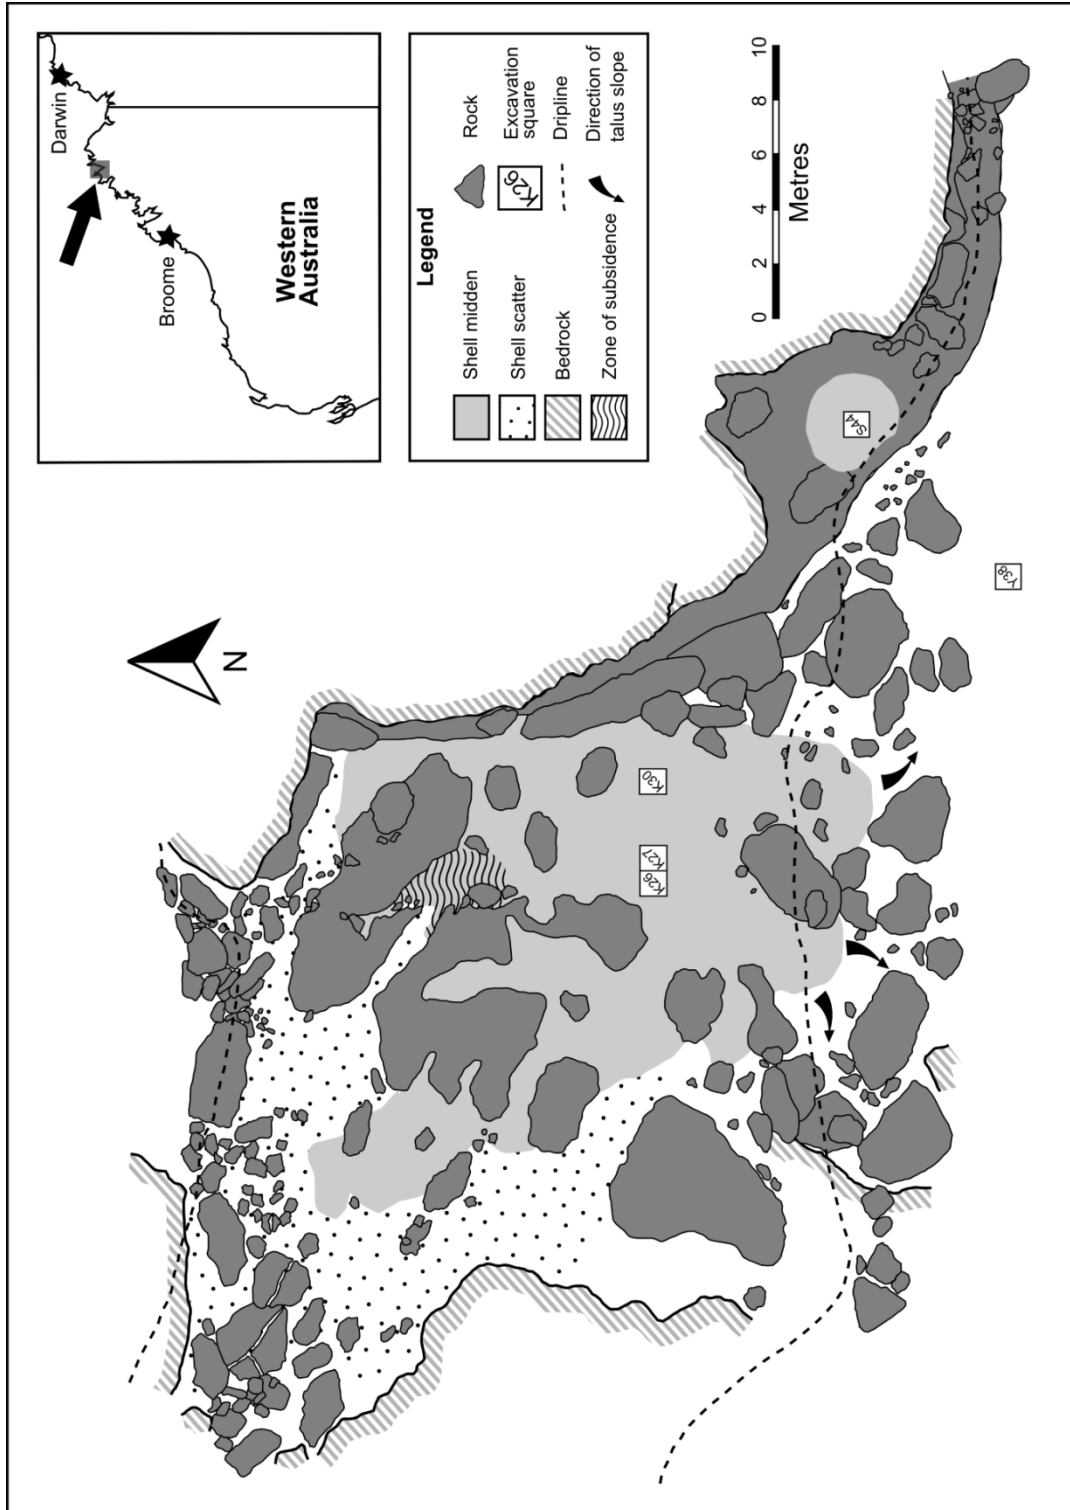 Darwin
Broome
Western
Australia
Legend
Shell midden
Shell scatter
Bedrock
Zone of subsidence
Rock
K26
Excavation
square
Dripline
Direction of
talus slope
0 2 4 6 8 10
Metres
N
S44
K38
K30
K27
K26